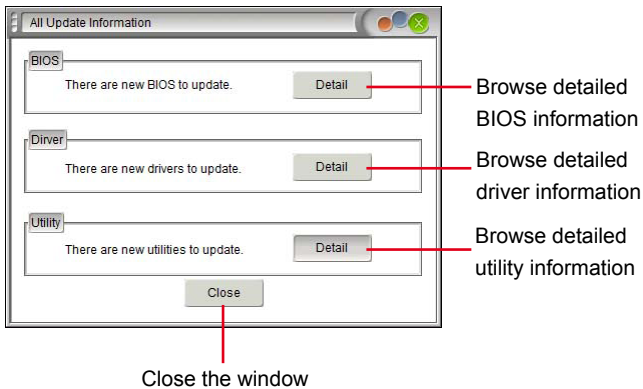 All Update Information
BIOS
There are new BIOS to update.
Detail
Browse detailed
BIOS information
Dirver
There are new drivers to update.
Detail
Browse detailed
driver information
Utility
There are new utilities to update.
Detail
Browse detailed
utility information
Close
Close the window